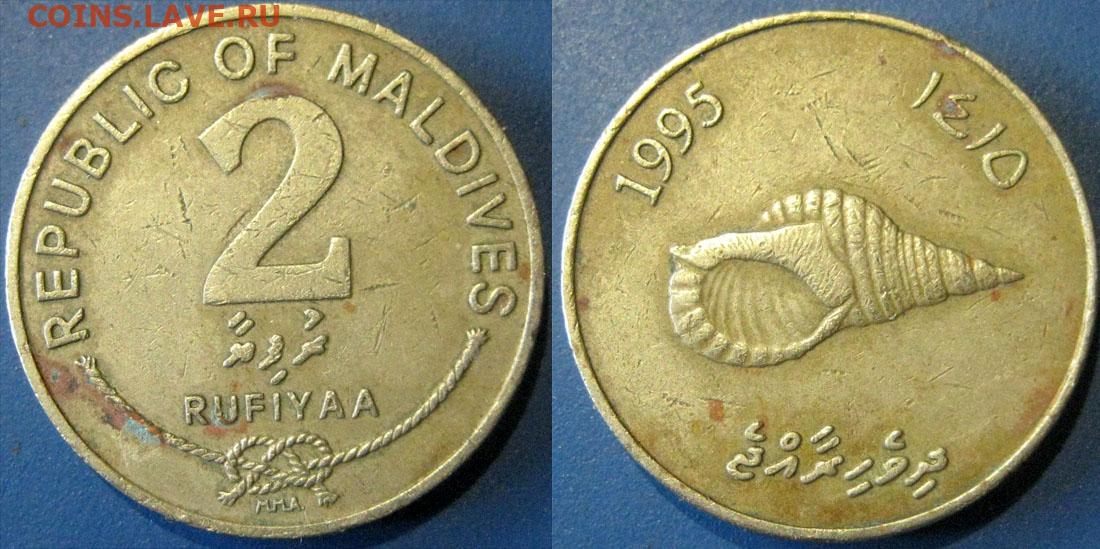 COINS.LAVE.RU
REPUBLIC OF MALDIVES
2
ރުފިޔާ
RUFIYAA
M.M.A.
1995
١٤١٥
ދިވެހިރާއްޖެ